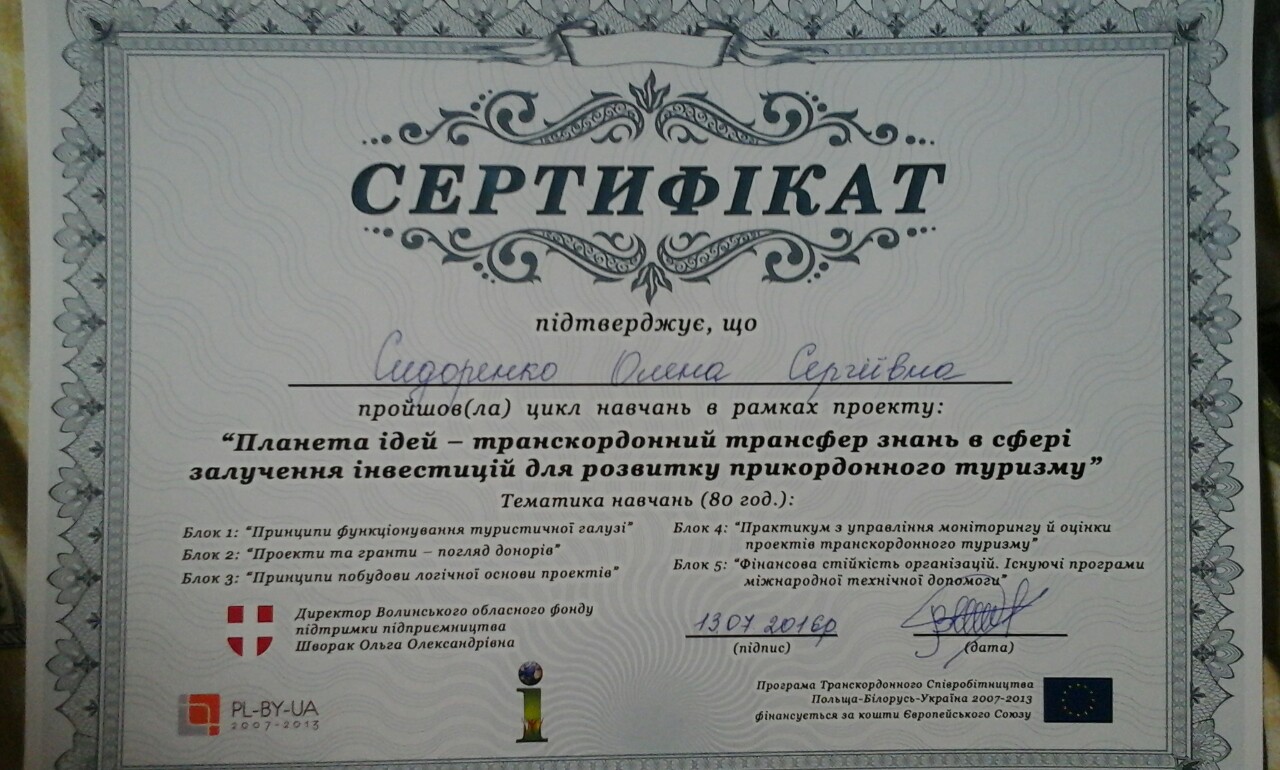 СЕРТИФІКАТ
підтверджує, що
Сидоренко Олена Сергіївна
пройшов(ла) цикл навчань в рамках проекту:
“Планета ідей – транскордонний трансфер знань в сфері
залучення інвестицій для розвитку прикордонного туризму”
Тематика навчань (80 год.):
Блок 1: “Принципи функціонування туристичної галузі”
Блок 2: “Проекти та гранти – погляд донорів”
Блок 3: “Принципи побудови логічної основи проектів”
Блок 4: “Практикум з управління моніторингу й оцінки
проектів транскордонного туризму”
Блок 5: “Фінансова стійкість організацій. Існуючі програми
міжнародної технічної допомоги”
Директор Волинського обласного фонду
підтримки підприємництва
Шворак Ольга Олександрівна
13.07 2016р
(підпис)
(дата)
PL-BY-UA
2007-2013
Програма Транскордонного Співробітництва
Польща-Білорусь-Україна 2007-2013
фінансується за кошти Європейського Союзу